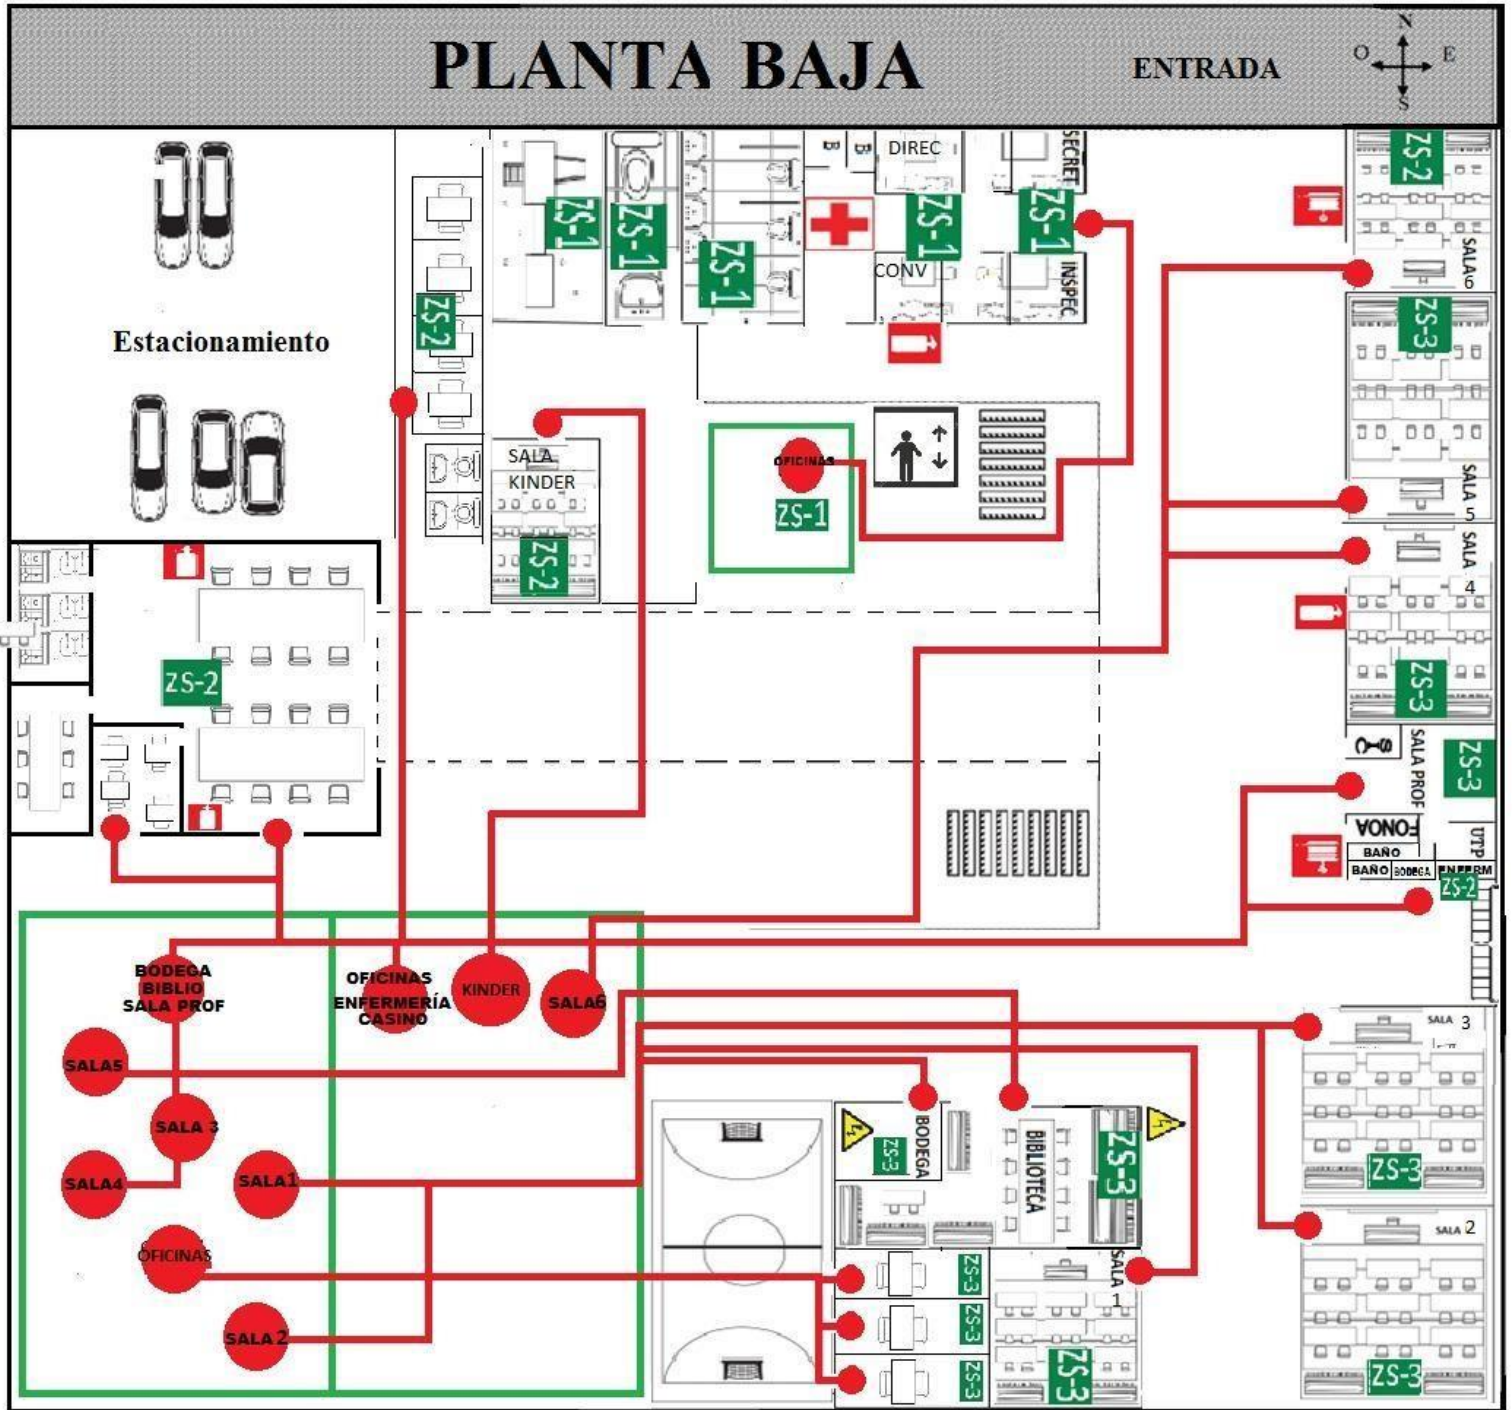 PLANTA BAJA
ENTRADA
N
O
E
S
Estacionamiento
B
B
DIREC
SECRET
ZS-1
ZS-1
ZS-1
ZS-1
ZS-1
CONV
INSPEC
ZS-2
SALA 6
ZS-2
ZS-3
SALA 5
SALA 4
ZS-3
SALA
KINDER
ZS-2
OFICINAS
ZS-1
ZS-2
SALA PROF
ZS-3
FONOA
UTP
BAÑO
BAÑO
BODEGA
ENFERM
ZS-2
BODEGA
BIBLIO
SALA PROF
OFICINAS
ENFERMERÍA
CASINO
KINDER
SALA6
SALA5
SALA 3
SALA4
SALA1
OFICINAS
SALA 2
SALA 3
ZS-3
BODEGA
ZS-3
BIBLIOTECA
ZS-3
SALA 2
ZS-3
SALA 1
ZS-3
ZS-3
ZS-3
ZS-3